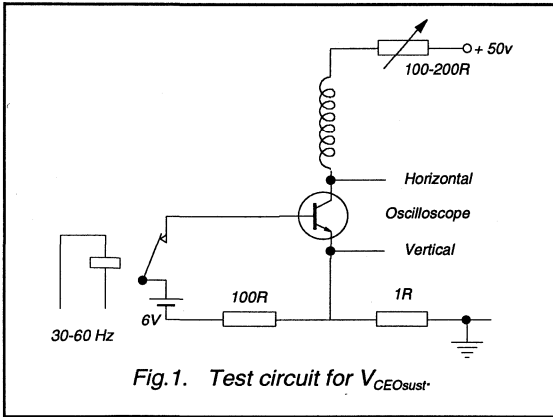 + 50v
100-200R
Horizontal
Oscilloscope
Vertical
100R
1R
6V
30-60 Hz
Fig.1. Test circuit for VCEOsust.